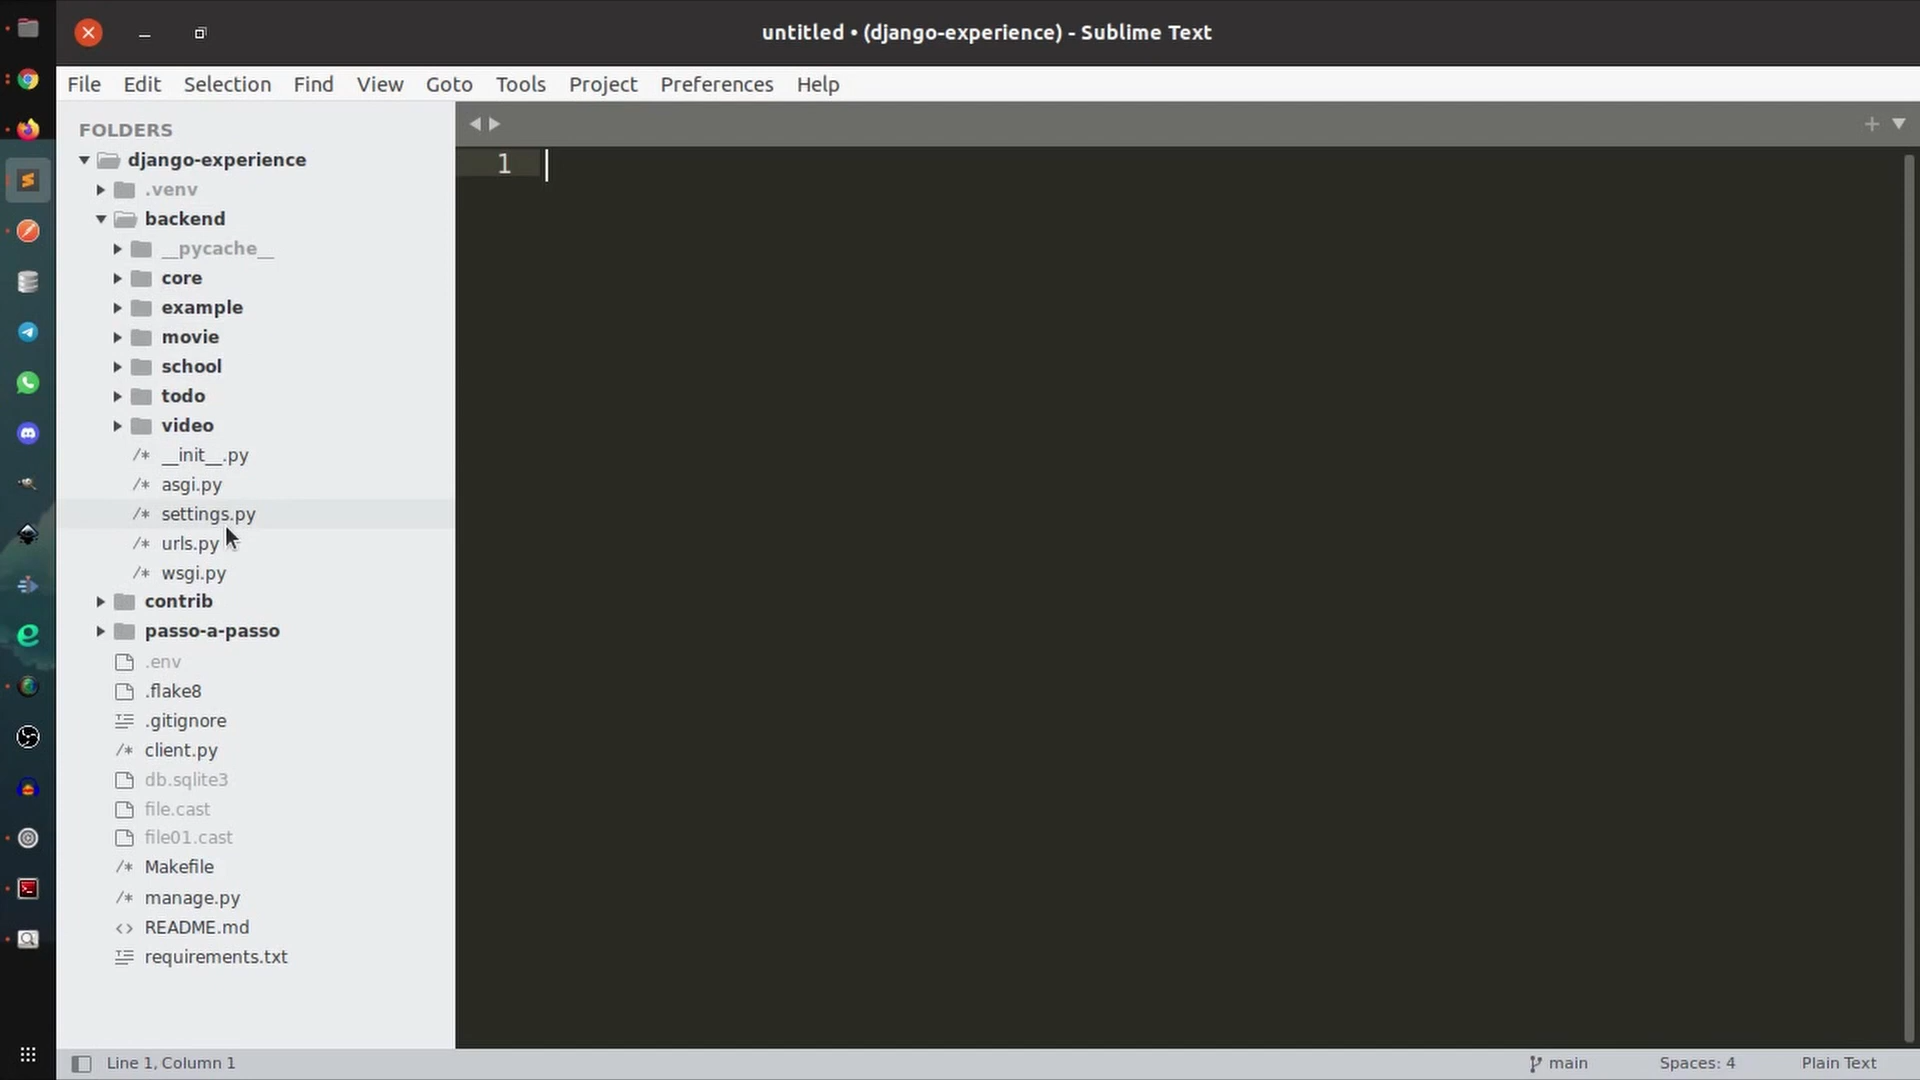 untitled • (django-experience) - Sublime Text
File Edit Selection Find View Goto Tools Project Preferences Help
FOLDERS
django-experience
.venv
backend
__pycache__
core
example
movie
school
todo
video
/* __init__.py
/* asgi.py
/* settings.py
/* urls.py
/* wsgi.py
contrib
passo-a-passo
.env
.flake8
.gitignore
/* client.py
db.sqlite3
file.cast
file01.cast
/* Makefile
/* manage.py
<> README.md
requirements.txt
1
Line 1, Column 1
main
Spaces: 4
Plain Text